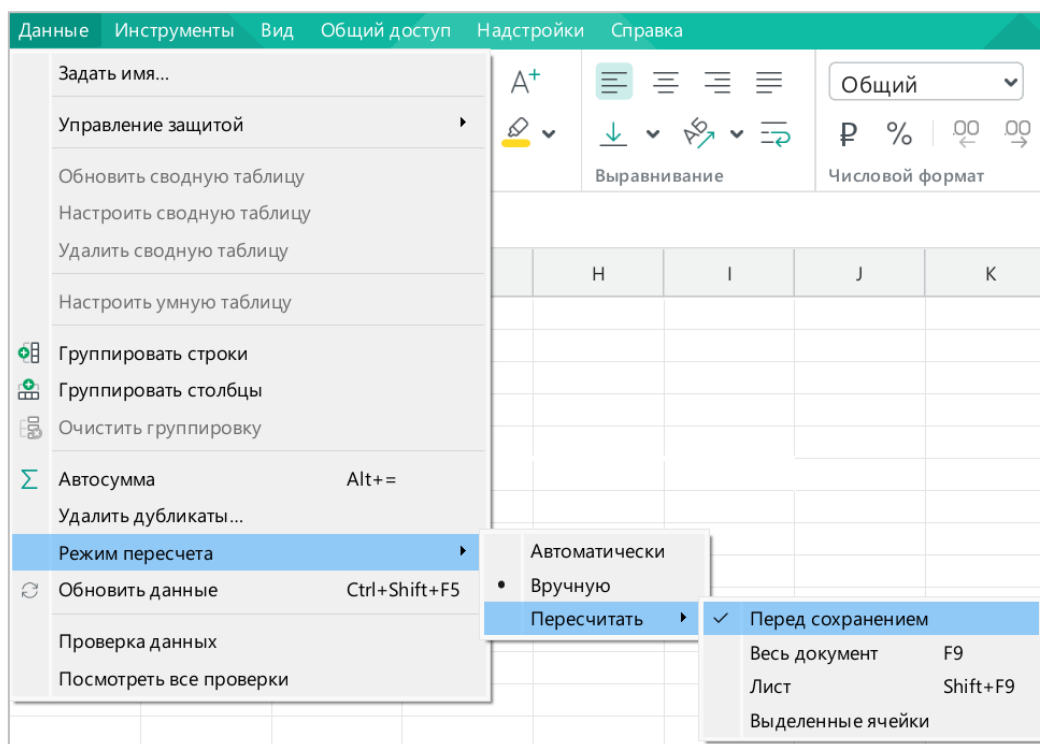 Данные Инструменты Вид Общий доступ Надстройки Справка
Задать имя...
Управление защитой
Обновить сводную таблицу
Настроить сводную таблицу
Удалить сводную таблицу
Настроить умную таблицу
Группировать строки
Группировать столбцы
Очистить группировку
Автосумма Alt+=
Удалить дубликаты...
Режим пересчета
Обновить данные Ctrl+Shift+F5
Проверка данных
Посмотреть все проверки
A+
Общий
АБ
₽ % .00 .00
Выравнивание Числовой формат
H I J K
Автоматически
Вручную
Пересчитать
Перед сохранением
Весь документ F9
Лист Shift+F9
Выделенные ячейки